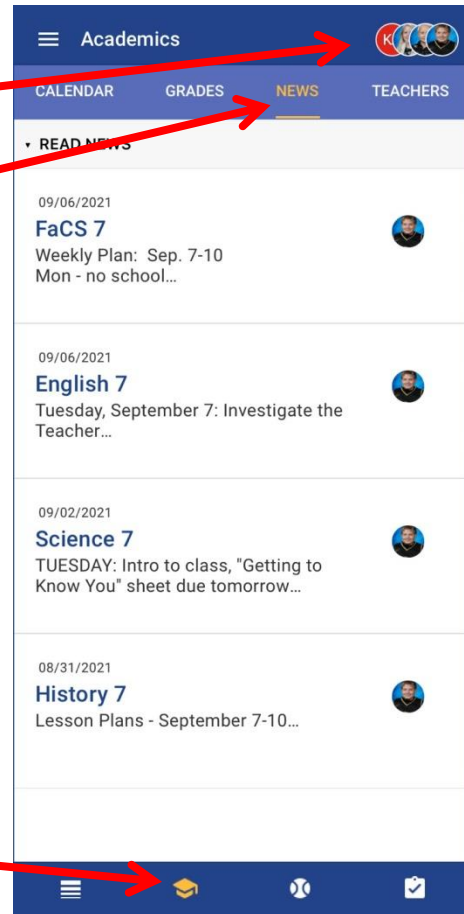 Academics
K
CALENDAR GRADES NEWS TEACHERS
READ NEWS
09/06/2021
FaCS 7
Weekly Plan: Sep. 7-10
Mon - no school...
09/06/2021
English 7
Tuesday, September 7: Investigate the
Teacher...
09/02/2021
Science 7
TUESDAY: Intro to class, "Getting to
Know You" sheet due tomorrow...
08/31/2021
History 7
Lesson Plans - September 7-10...